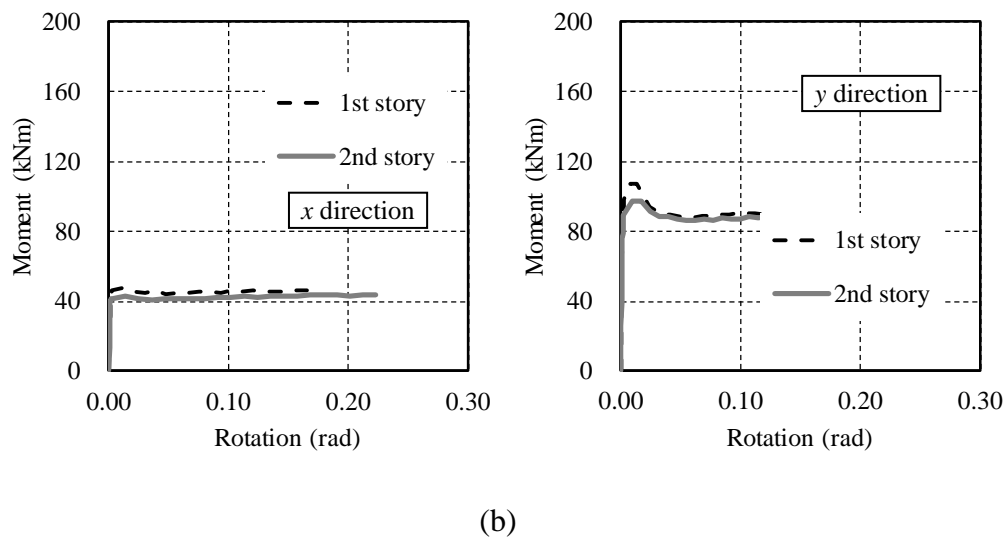 200
160
120
80
40
0
Moment (kNm)
1st story
2nd story
x direction
0.00 0.10 0.20 0.30
Rotation (rad)
200
160
120
80
40
0
Moment (kNm)
y direction
1st story
2nd story
0.00 0.10 0.20 0.30
Rotation (rad)
(b)